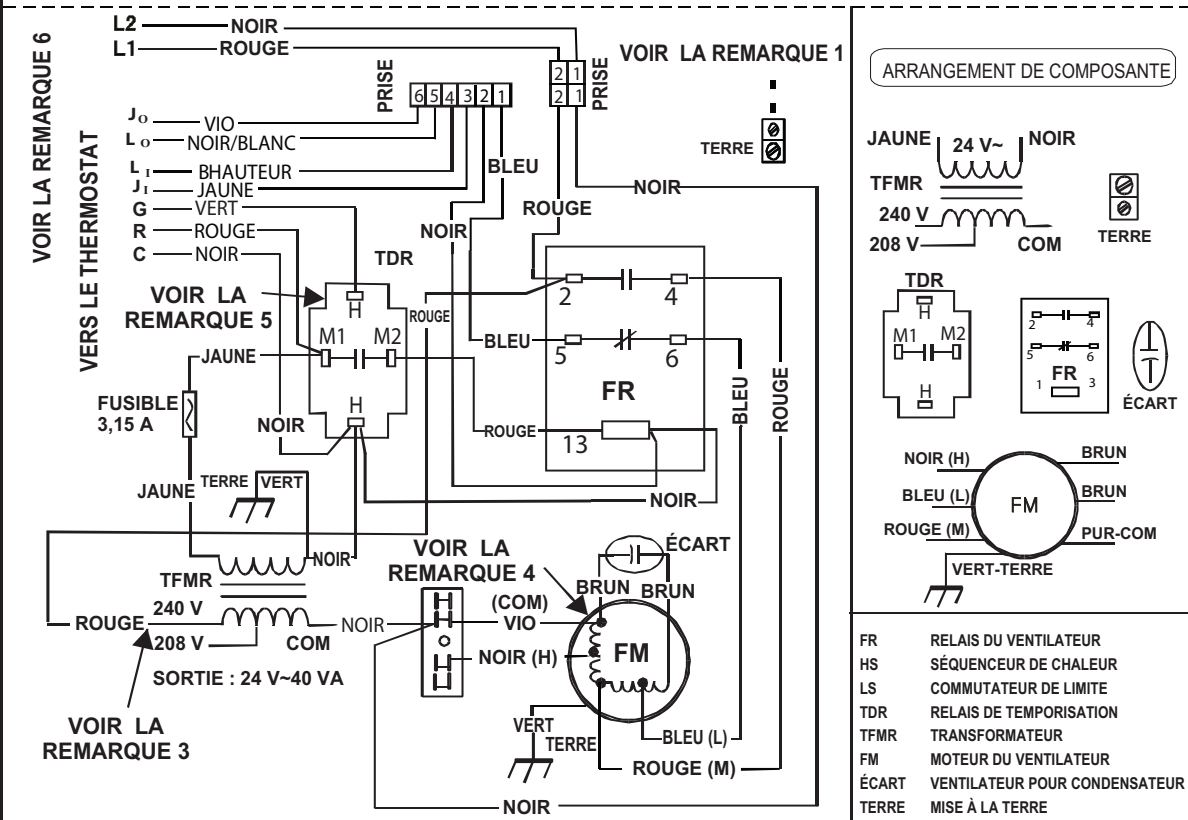 L2
NOIR
L1
ROUGE
VOIR LA REMARQUE 6
VERS LE THERMOSTAT
VOIR LA REMARQUE 1
PRISE
6 5 4 3 2 1
2 1
2 1
PRISE
TERRE
JO
VIO
LO
NOIR/BLANC
LI
BHAUTEUR
JI
JAUNE
G
VERT
R
ROUGE
C
NOIR
BLEU
NOIR
ROUGE
NOIR
TDR
VOIR LA
REMARQUE 5
H
M1 M2
H
ROUGE
2
4
BLEU
5
6
FR
ROUGE
13
BLEU
ROUGE
NOIR
JAUNE
FUSIBLE
3,15 A
NOIR
JAUNE
TERRE
VERT
NOIR
TFMR
240 V
ROUGE
208 V
COM
NOIR
SORTIE : 24 V~40 VA
VOIR LA
REMARQUE 3
VOIR LA
REMARQUE 4
ÉCART
BRUN
BRUN
(COM)
VIO
NOIR (H)
FM
VERT
TERRE
BLEU (L)
ROUGE (M)
NOIR
ARRANGEMENT DE COMPOSANTE
JAUNE
24 V~
NOIR
TFMR
240 V
208 V
COM
TERRE
TDR
H
M1 M2
H
2
4
5
6
FR
1
3
ÉCART
NOIR (H)
BRUN
BLEU (L)
FM
BRUN
ROUGE (M)
PUR-COM
VERT-TERRE
FR RELAIS DU VENTILATEUR
HS SÉQUENCEUR DE CHALEUR
LS COMMUTATEUR DE LIMITE
TDR RELAIS DE TEMPORISATION
TFMR TRANSFORMATEUR
FM MOTEUR DU VENTILATEUR
ÉCART VENTILATEUR POUR CONDENSATEUR
TERRE MISE À LA TERRE